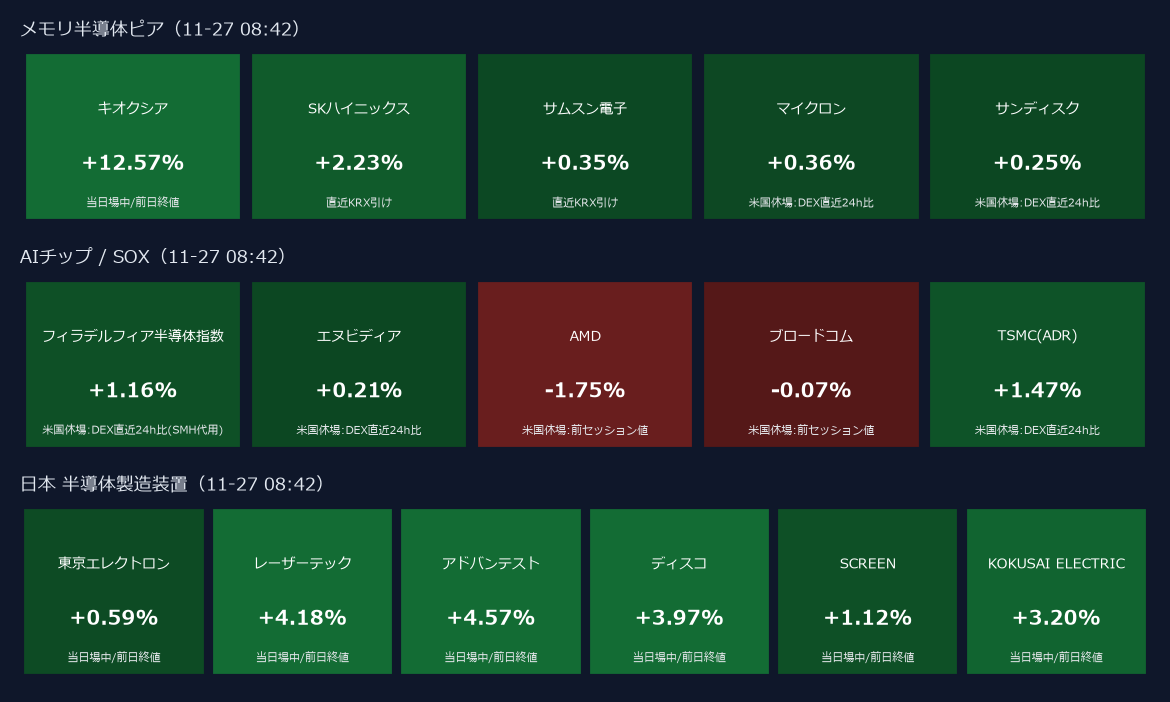 メモリ半導体ピア（11-27 08:42）
キオクシア
+12.57%
当日場中/前日終値
SKハイニックス
+2.23%
直近KRX引け
サムスン電子
+0.35%
直近KRX引け
マイクロン
+0.36%
米国休場:DEX直近24h比
サンディスク
+0.25%
米国休場:DEX直近24h比
AIチップ / SOX（11-27 08:42）
フィラデルフィア半導体指数
+1.16%
米国休場:DEX直近24h比(SMH代用)
エヌビディア
+0.21%
米国休場:DEX直近24h比
AMD
-1.75%
米国休場:前セッション値
ブロードコム
-0.07%
米国休場:前セッション値
TSMC(ADR)
+1.47%
米国休場:DEX直近24h比
日本 半導体製造装置（11-27 08:42）
東京エレクトロン
+0.59%
当日場中/前日終値
レーザーテック
+4.18%
当日場中/前日終値
アドバンテスト
+4.57%
当日場中/前日終値
ディスコ
+3.97%
当日場中/前日終値
SCREEN
+1.12%
当日場中/前日終値
KOKUSAI ELECTRIC
+3.20%
当日場中/前日終値